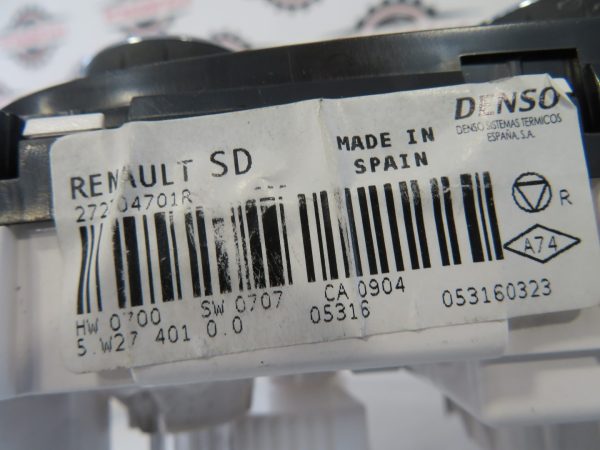 DENSO
DENSO SISTEMAS TERMICOS
ESPAÑA, S.A.
MADE IN
SPAIN
RENAULT SD
R
A74
HW 0700 SW 0707 CA 0904
5.W27 401 0.0 05316 053160323